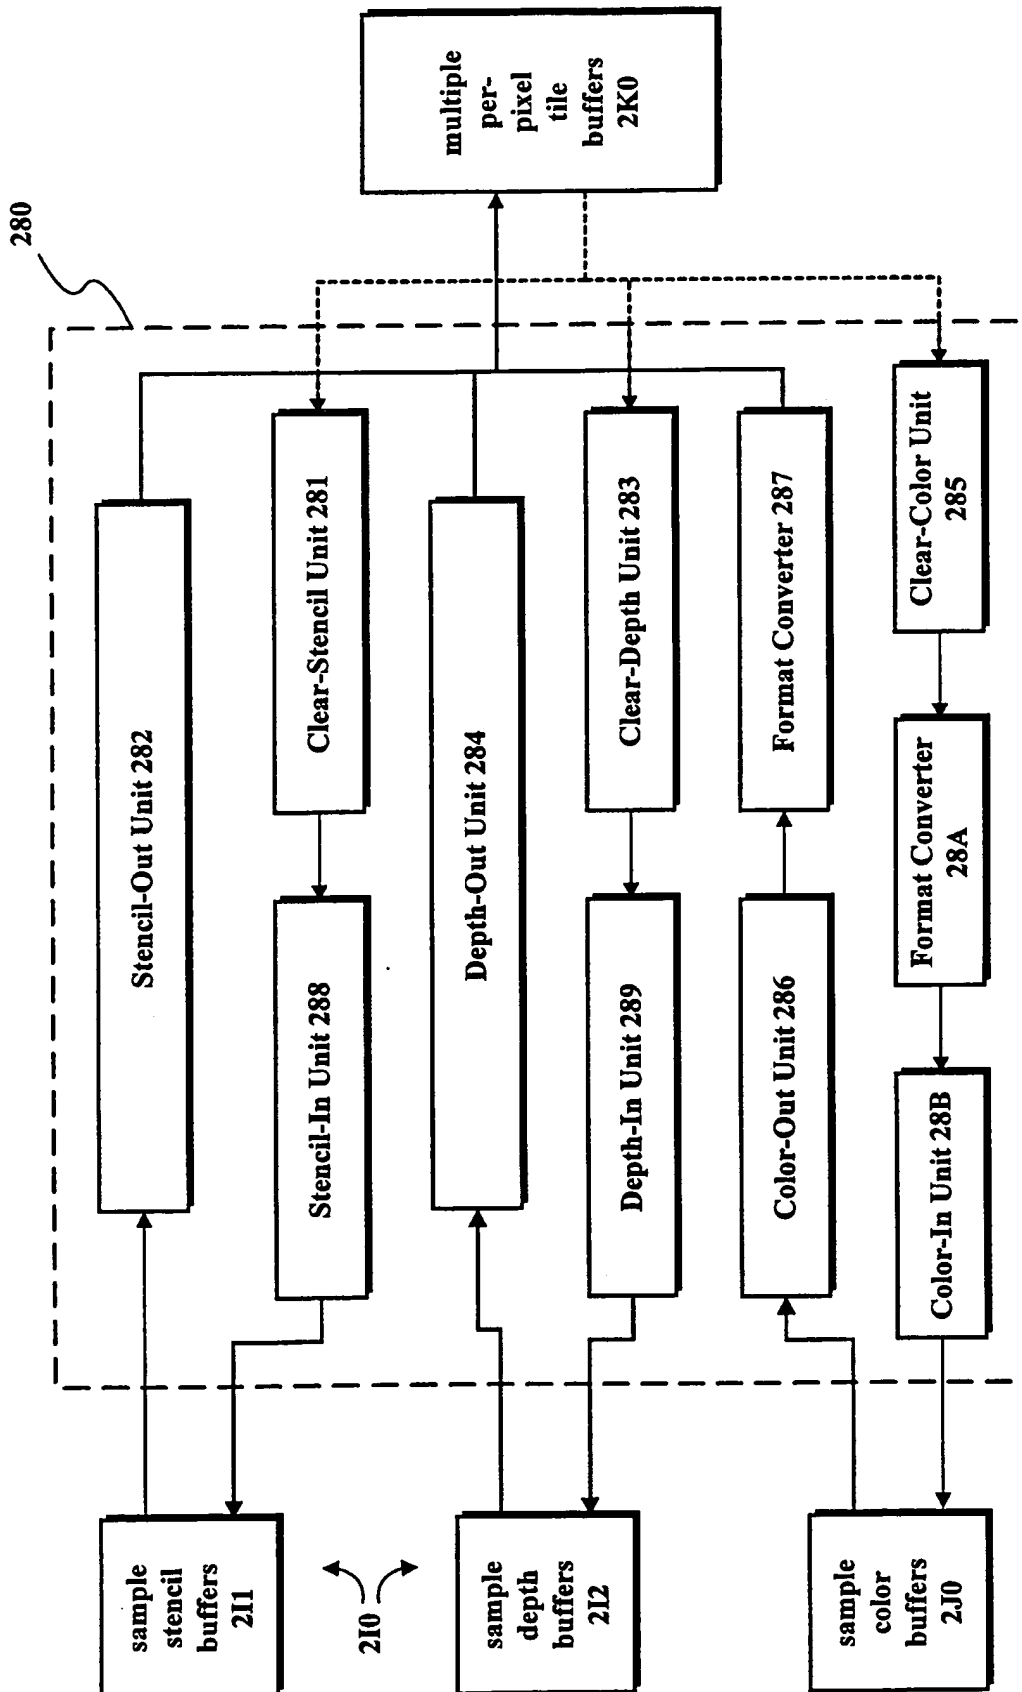 280
multiple
per-
pixel
tile
buffers
2K0
Stencil-Out Unit 282
Clear-Stencil Unit 281
Stencil-In Unit 288
Depth-Out Unit 284
Clear-Depth Unit 283
Depth-In Unit 289
Format Converter 287
Color-Out Unit 286
Clear-Color Unit
285
Format Converter
28A
Color-In Unit 28B
sample
stencil
buffers
2I1
2I0
sample
depth
buffers
2I2
sample
color
buffers
2J0